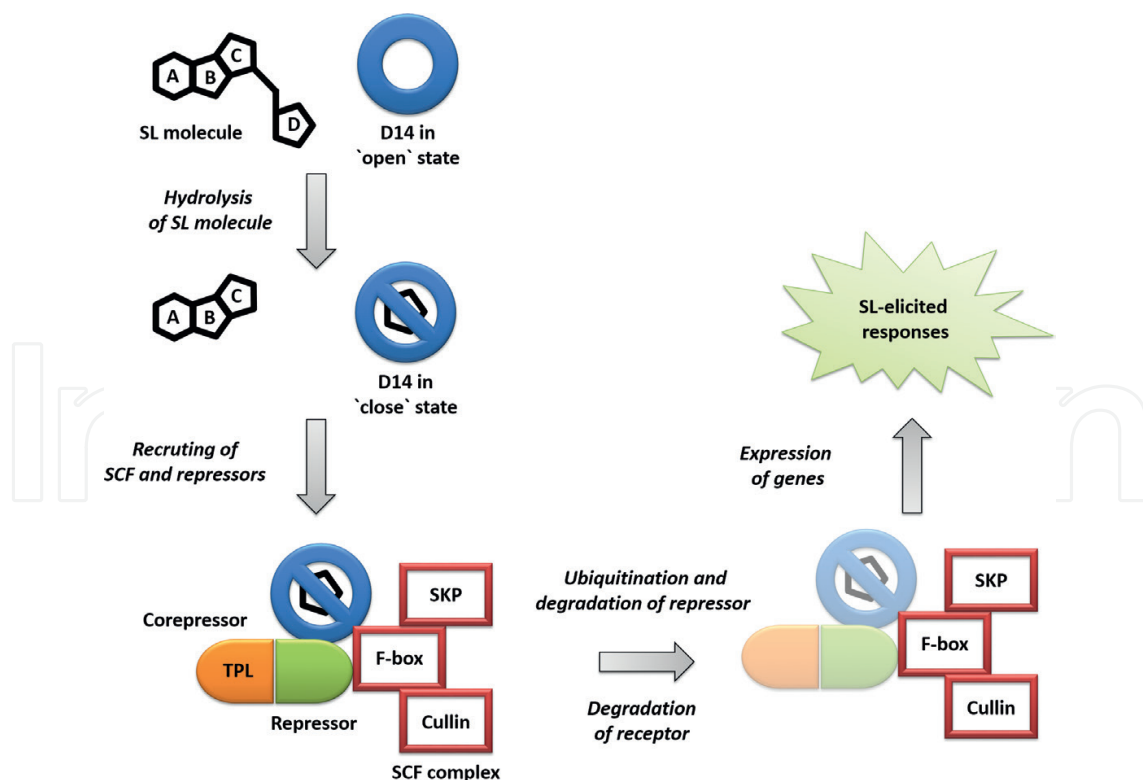 A
B
C
D
SL molecule
D14 in
`open` state
Hydrolysis
of SL molecule
A
B
C
D14 in
`close` state
Recruting of
SCF and repressors
Corepressor
TPL
Repressor
SKP
F-box
Cullin
SCF complex
Ubiquitination and
degradation of repressor
Degradation
of receptor
SKP
F-box
Cullin
Expression
of genes
SL-elicited
responses